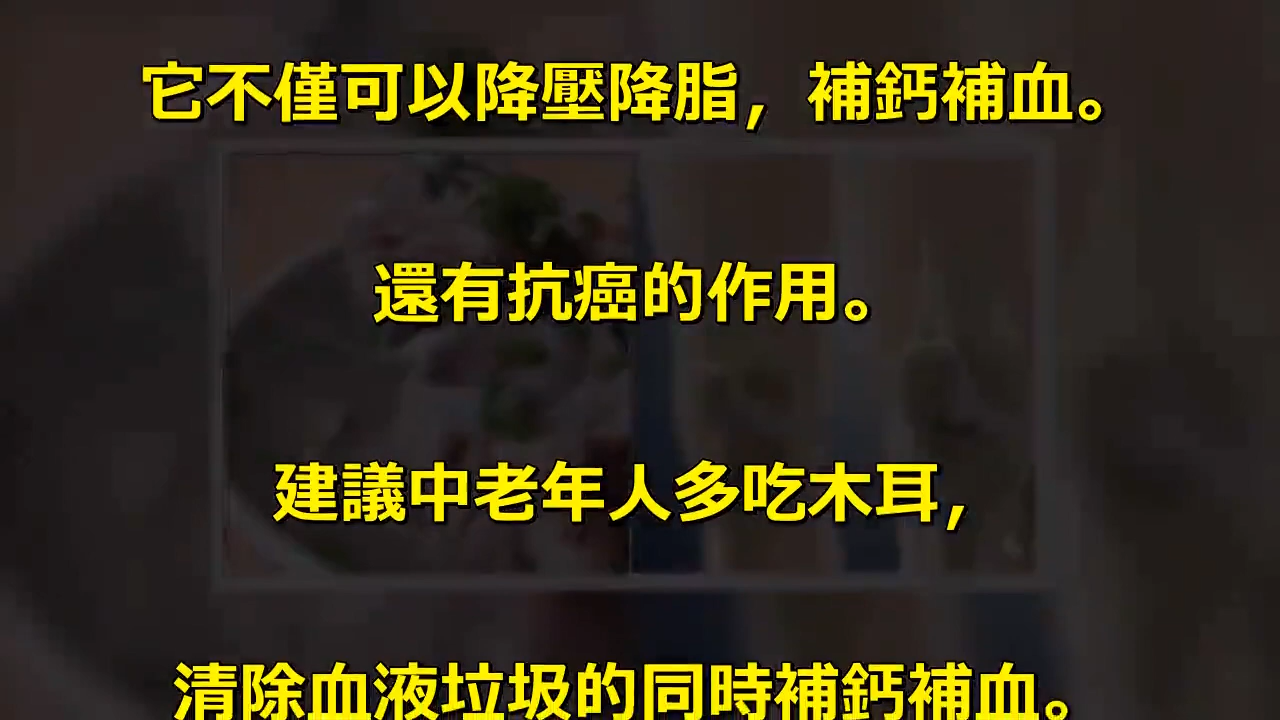 它不僅可以降壓降脂，補鈣補血。
還有抗癌的作用。
建議中老年人多吃木耳，
清除血液垃圾的同時補鈣補血。